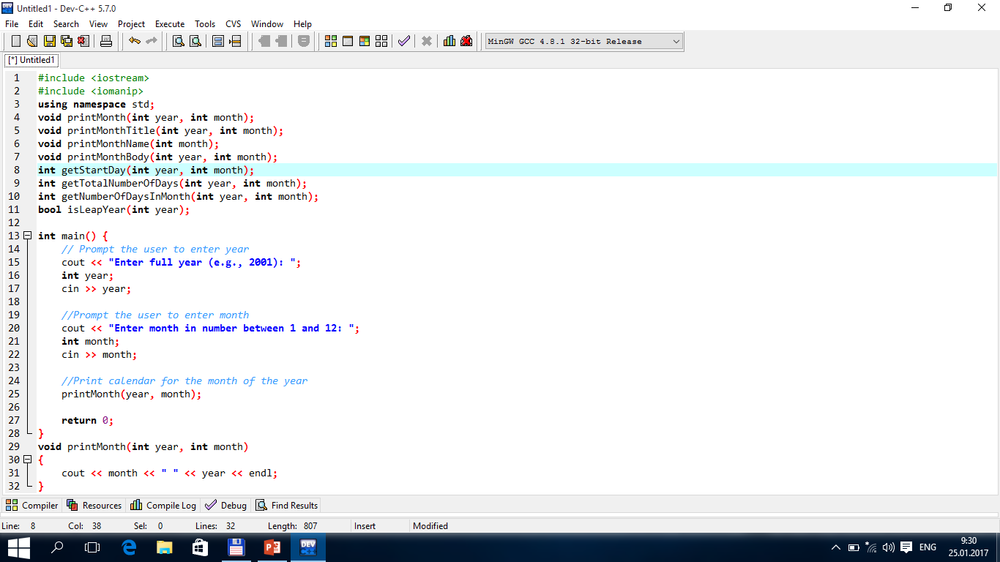 Untitled1 - Dev-C++ 5.7.0
File Edit Search View Project Execute Tools CVS Window Help
MinGW GCC 4.8.1 32-bit Release
[*] Untitled1
1 #include <iostream>
2 #include <iomanip>
3 using namespace std;
4 void printMonth(int year, int month);
5 void printMonthTitle(int year, int month);
6 void printMonthName(int month);
7 void printMonthBody(int year, int month);
8 int getStartDay(int year, int month);
9 int getTotalNumberOfDays(int year, int month);
10 int getNumberOfDaysInMonth(int year, int month);
11 bool isLeapYear(int year);
12
13 int main() {
14 // Prompt the user to enter year
15 cout << "Enter full year (e.g., 2001): ";
16 int year;
17 cin >> year;
18
19 //Prompt the user to enter month
20 cout << "Enter month in number between 1 and 12: ";
21 int month;
22 cin >> month;
23
24 //Print calendar for the month of the year
25 printMonth(year, month);
26
27 return 0;
28 }
29 void printMonth(int year, int month)
30 {
31 cout << month << " " << year << endl;
32 }
Compiler Resources Compile Log Debug Find Results
Line: 8 Col: 38 Sel: 0 Lines: 32 Length: 807 Insert Modified
DEV
ENG
9:30
25.01.2017